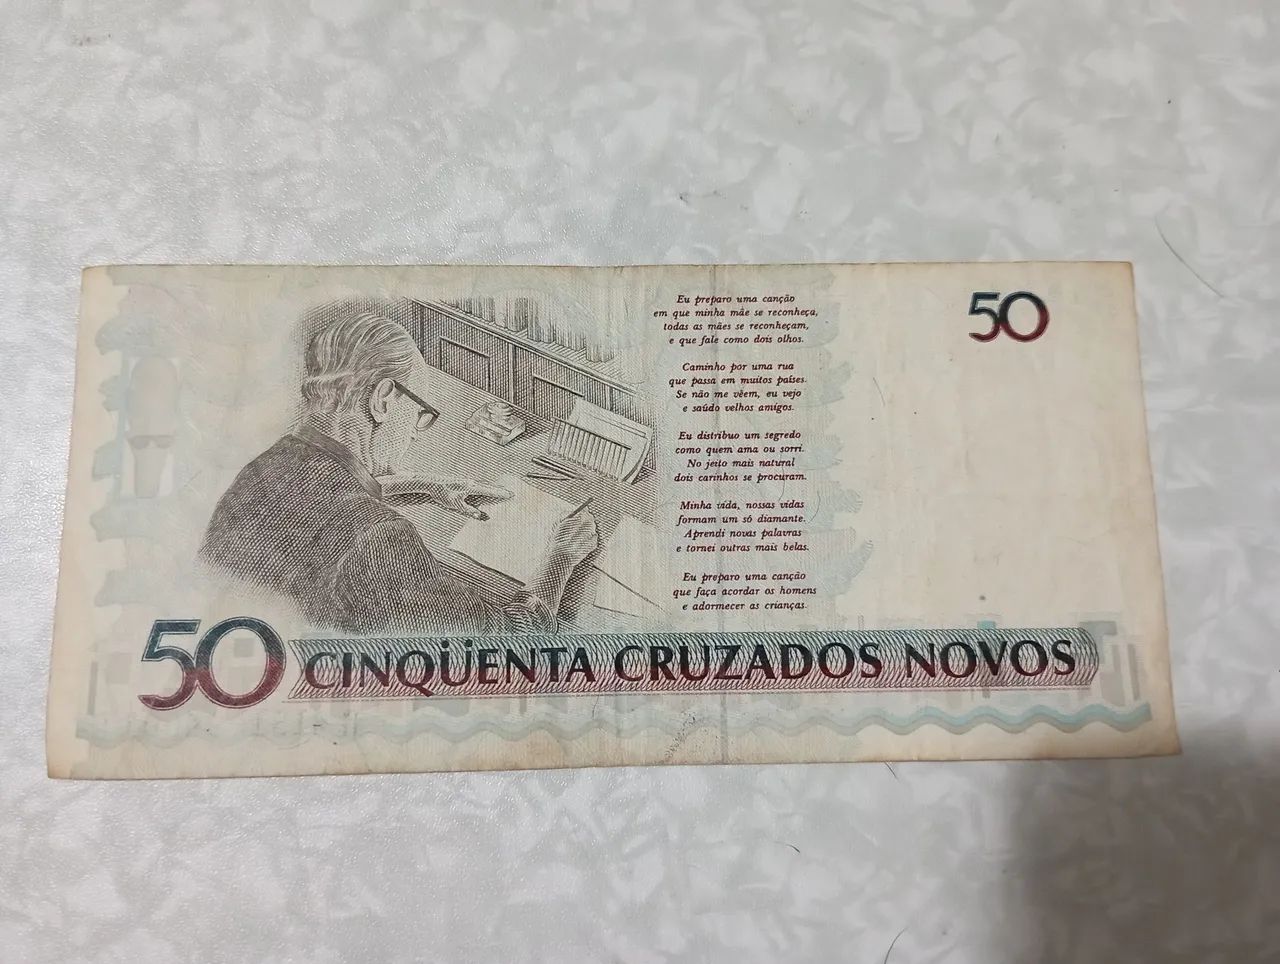 Eu preparo uma canção
em que minha mãe se reconheça,
todas as mães se reconheçam,
e que fale como dois olhos.
Caminho por uma rua
que passa em muitos países.
Se não me vêem, eu vejo
e saúdo velhos amigos.
Eu distribuo um segredo
como quem ama ou sorri.
No jeito mais natural
dois carinhos se procuram.
Minha vida, nossas vidas
formam um só diamante.
Aprendi novas palavras
e tornei outras mais belas.
Eu preparo uma canção
que faça acordar os homens
e adormecer as crianças.
50
50 CINQÜENTA CRUZADOS NOVOS